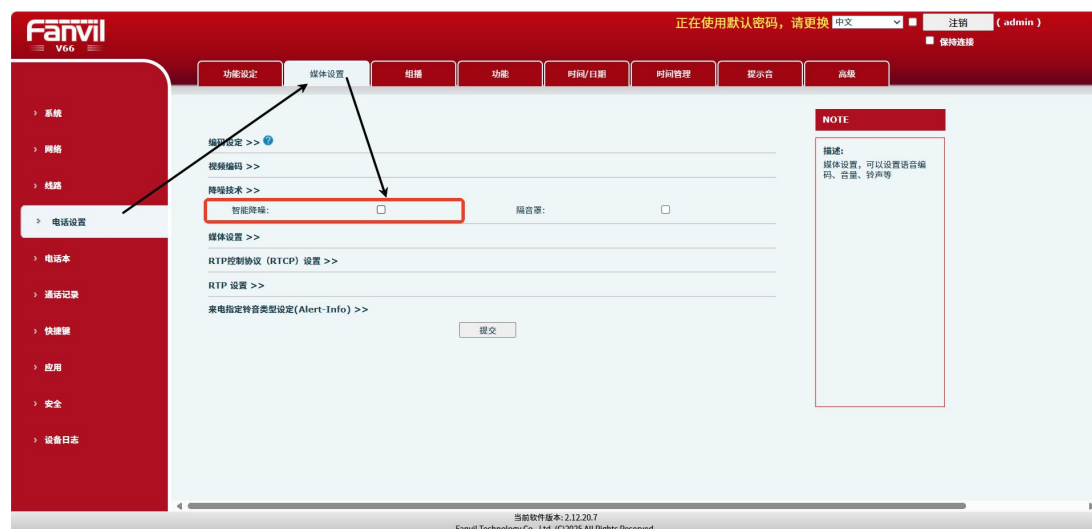 Fanvil
V66
正在使用默认密码，请更换 中文 注销 ( admin )
保持连接
功能设定 媒体设置 组播 功能 时间/日期 时间管理 提示音 高级
› 系统
› 网络
› 线路
› 电话设置
› 电话本
› 通话记录
› 快捷键
› 应用
› 安全
› 设备日志
编码设定 >> ?
视频编码 >>
降噪技术 >>
智能降噪: 隔音罩:
媒体设置 >>
RTP控制协议（RTCP）设置 >>
RTP 设置 >>
来电指定铃音类型设定(Alert-Info) >>
提交
NOTE
描述:
媒体设置，可以设置语音编
码、音量、铃声等
当前软件版本: 2.12.20.7
Fanvil Technology Co., Ltd. (C)2025 All Rights Reserved.